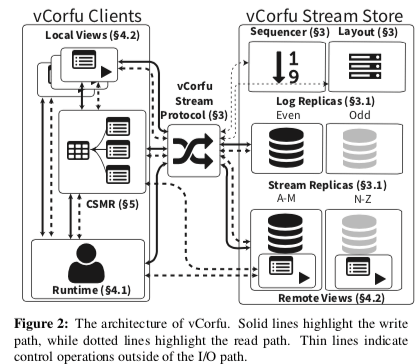 vCorfu Clients
vCorfu Stream Store
Local Views (§4.2)
Sequencer (§3)
Layout (§3)
1
9
vCorfu
Stream
Protocol (§3)
Log Replicas (§3.1)
Even
Odd
CSMR (§5)
Stream Replicas (§3.1)
A-M
N-Z
Runtime (§4.1)
Remote Views (§4.2)
Figure 2: The architecture of vCorfu. Solid lines highlight the write
path, while dotted lines highlight the read path. Thin lines indicate
control operations outside of the I/O path.